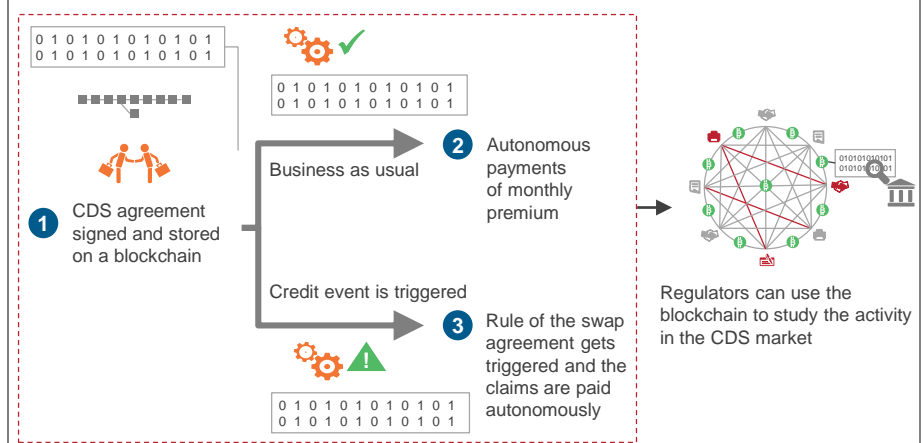 0 1 0 1 0 1 0 1 0 1 0 1
0 1 0 1 0 1 0 1 0 1 0 1
1
CDS agreement
signed and stored
on a blockchain
0 1 0 1 0 1 0 1 0 1 0 1
0 1 0 1 0 1 0 1 0 1 0 1
Business as usual
2
Autonomous
payments
of monthly
premium
Credit event is triggered
3
Rule of the swap
agreement gets
triggered and the
claims are paid
autonomously
!
0 1 0 1 0 1 0 1 0 1 0 1
0 1 0 1 0 1 0 1 0 1 0 1
010101010101
010101010101
Regulators can use the
blockchain to study the activity
in the CDS market